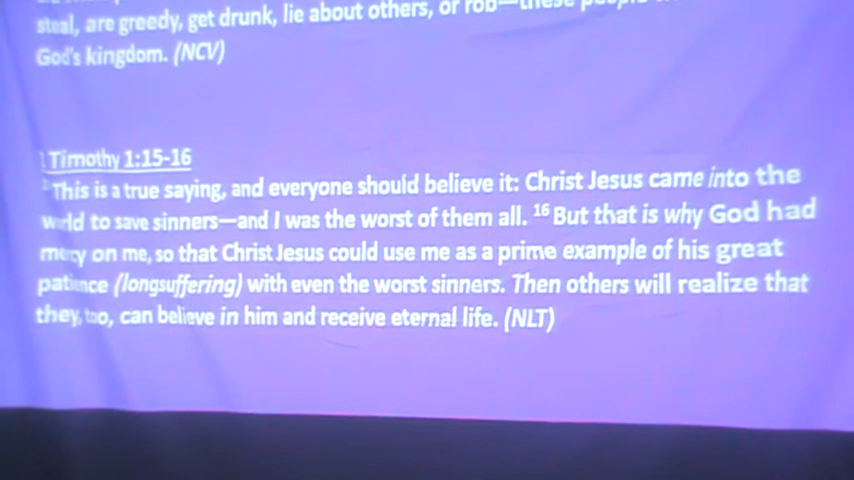 steal, are greedy, get drunk, lie about others, or rob—these
God's kingdom. (NCV)
1 Timothy 1:15-16
This is a true saying, and everyone should believe it: Christ Jesus came into the
world to save sinners—and I was the worst of them all. 16 But that is why God had
mercy on me, so that Christ Jesus could use me as a prime example of his great
patience (longsuffering) with even the worst sinners. Then others will realize that
they, too, can believe in him and receive eternal life. (NLT)